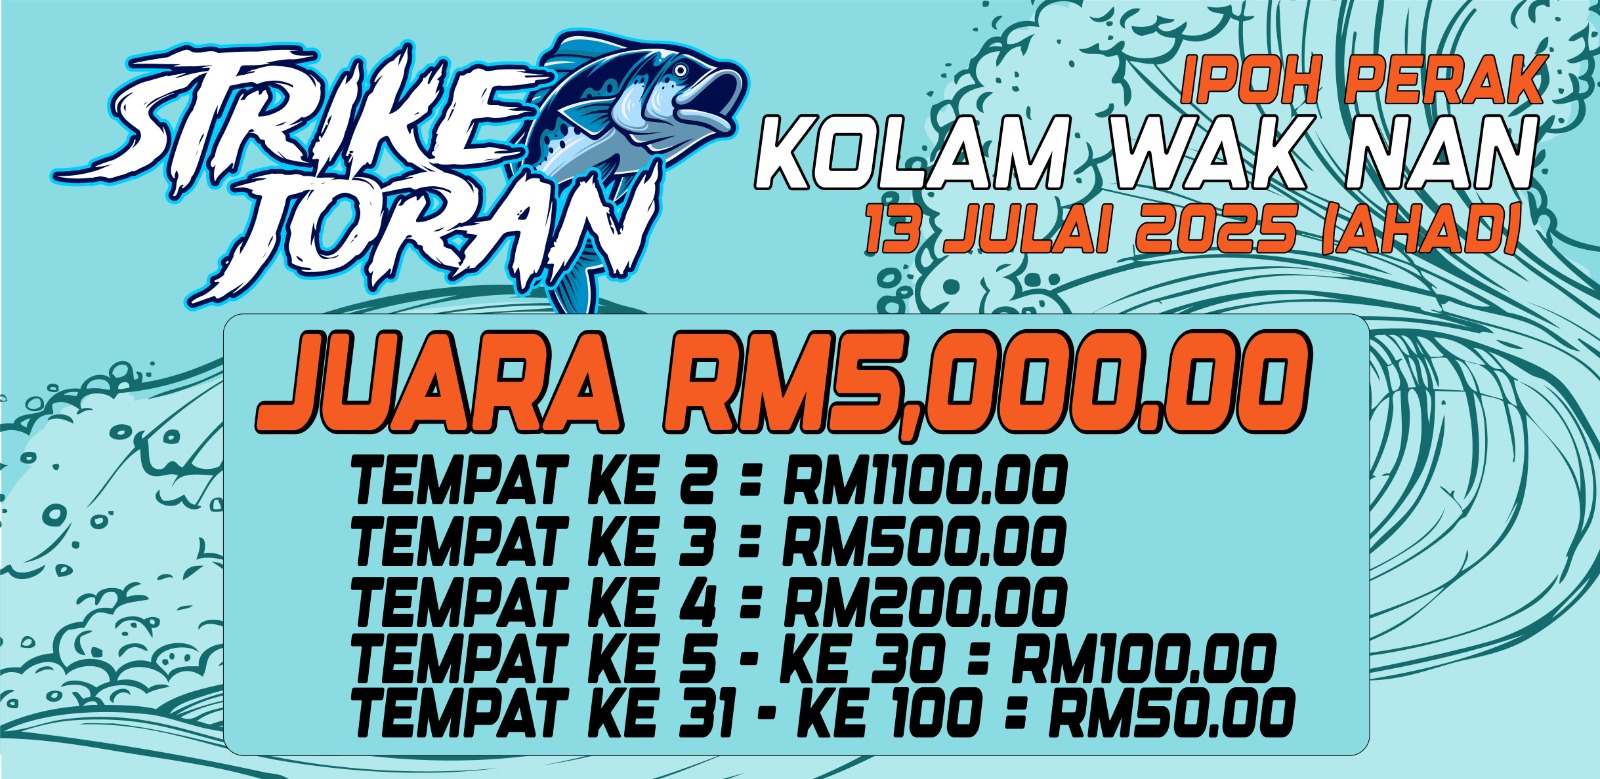 STRIKE
JORAN
IPOH PERAK
KOLAM WAK NAN
13 JULAI 2025 (AHAD)
JUARA RM5,000.00
TEMPAT KE 2 = RM1100.00
TEMPAT KE 3 = RM500.00
TEMPAT KE 4 = RM200.00
TEMPAT KE 5 - KE 30 = RM100.00
TEMPAT KE 31 - KE 100 = RM50.00